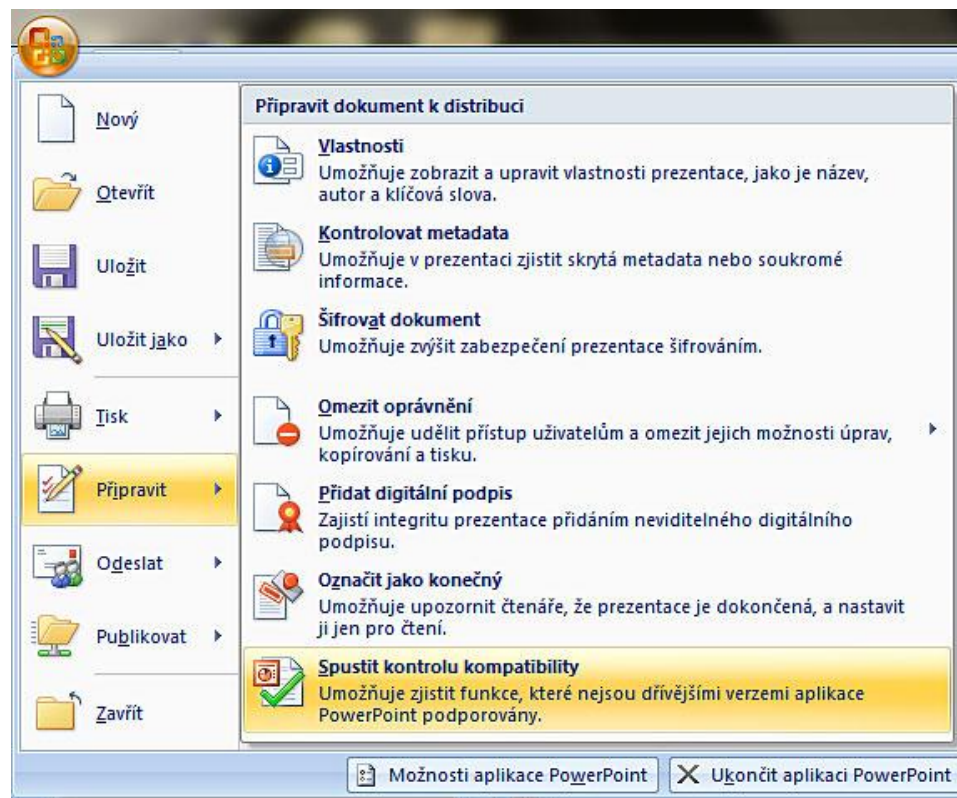 Nový
Otevřít
Uložit
Uložit jako
Tisk
Připravit
Odeslat
Publikovat
Zavřít
Připravit dokument k distribuci
Vlastnosti
Umožňuje zobrazit a upravit vlastnosti prezentace, jako je název,
autor a klíčová slova.
Kontrolovat metadata
Umožňuje v prezentaci zjistit skrytá metadata nebo soukromé
informace.
Šifrovat dokument
Umožňuje zvýšit zabezpečení prezentace šifrováním.
Omezit oprávnění
Umožňuje udělit přístup uživatelům a omezit jejich možnosti úprav,
kopírování a tisku.
Přidat digitální podpis
Zajistí integritu prezentace přidáním neviditelného digitálního
podpisu.
Označit jako konečný
Umožňuje upozornit čtenáře, že prezentace je dokončená, a nastavit
ji jen pro čtení.
Spustit kontrolu kompatibility
Umožňuje zjistit funkce, které nejsou dřívějšími verzemi aplikace
PowerPoint podporovány.
Možnosti aplikace PowerPoint
Ukončit aplikaci PowerPoint